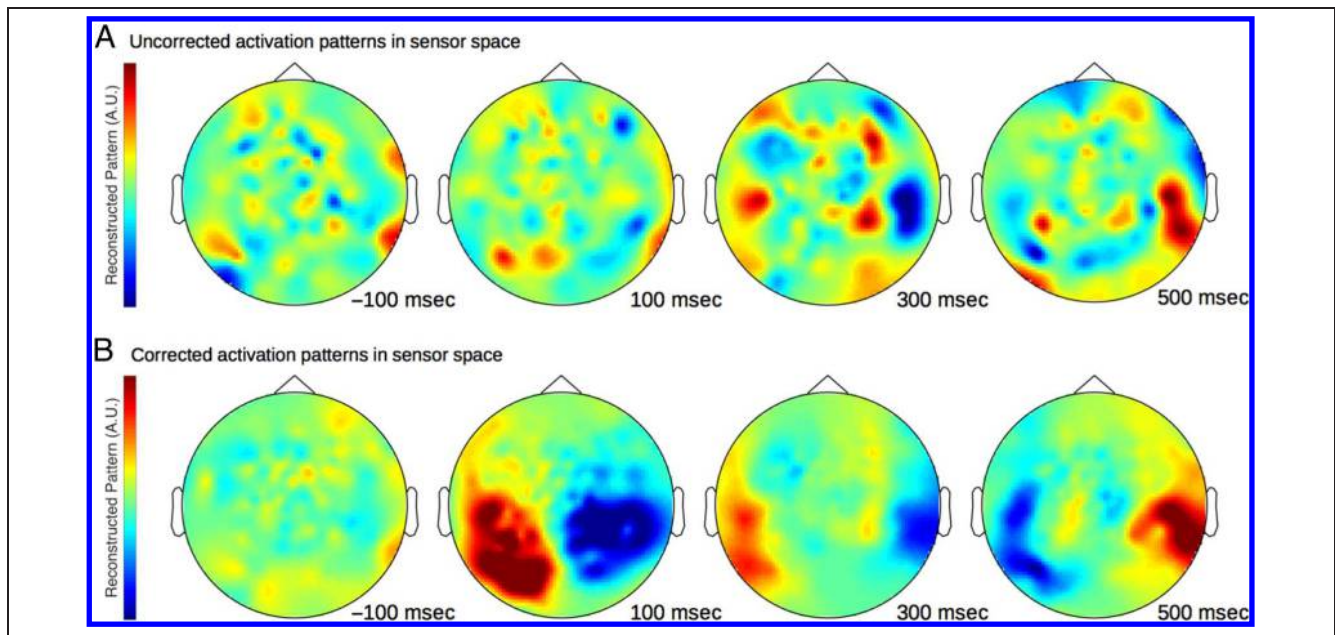 A Uncorrected activation patterns in sensor space
Reconstructed Pattern (A.U.)
–100 msec
100 msec
300 msec
500 msec
B Corrected activation patterns in sensor space
Reconstructed Pattern (A.U.)
–100 msec
100 msec
300 msec
500 msec